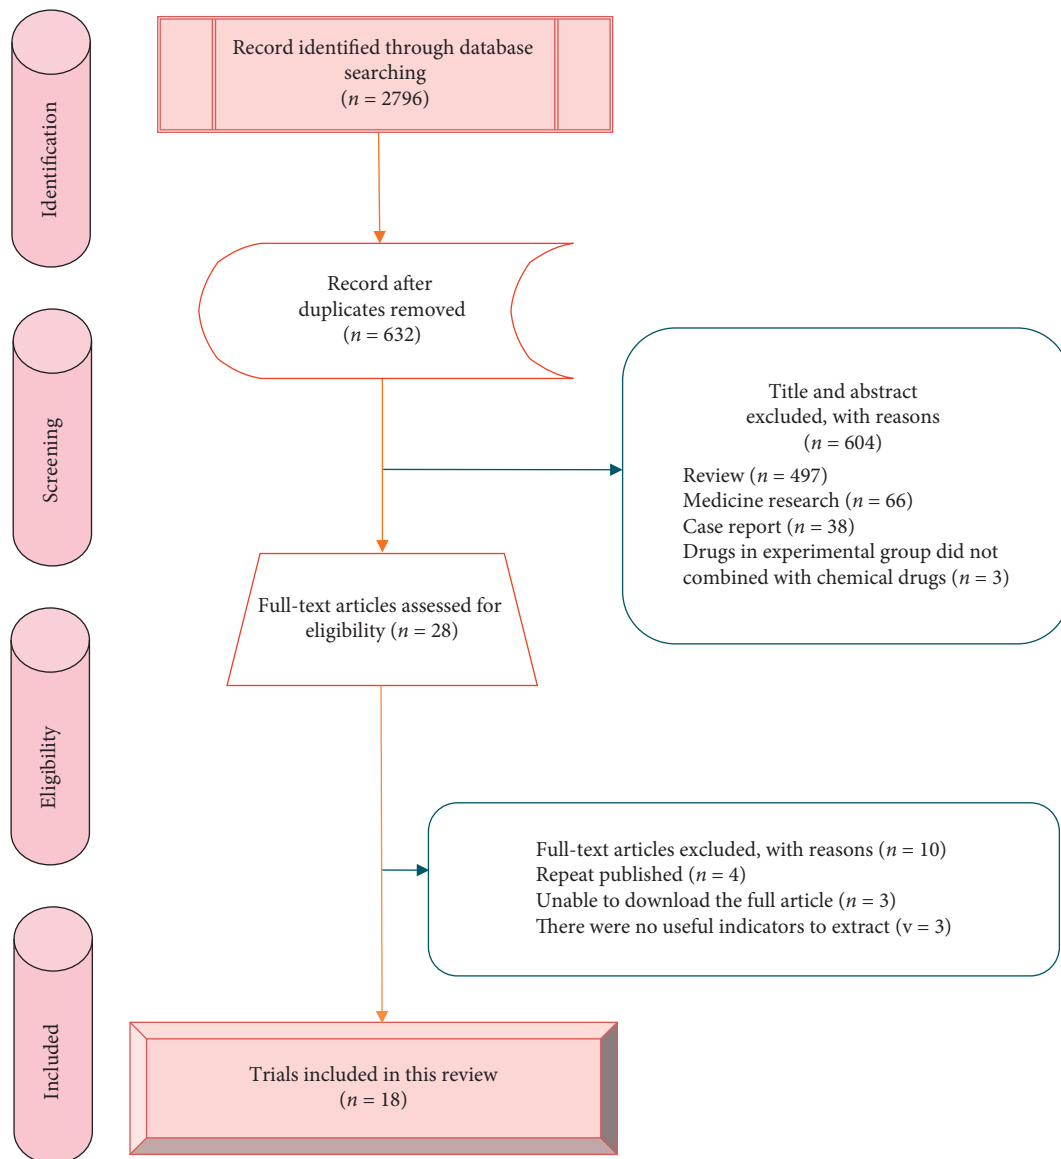 Identification
Record identified through database
searching
(n = 2796)
Record after
duplicates removed
(n = 632)
Screening
Title and abstract
excluded, with reasons
(n = 604)
Review (n = 497)
Medicine research (n = 66)
Case report (n = 38)
Drugs in experimental group did not
combined with chemical drugs (n = 3)
Full-text articles assessed for
eligibility (n = 28)
Eligibility
Full-text articles excluded, with reasons (n = 10)
Repeat published (n = 4)
Unable to download the full article (n = 3)
There were no useful indicators to extract (v = 3)
Included
Trials included in this review
(n = 18)